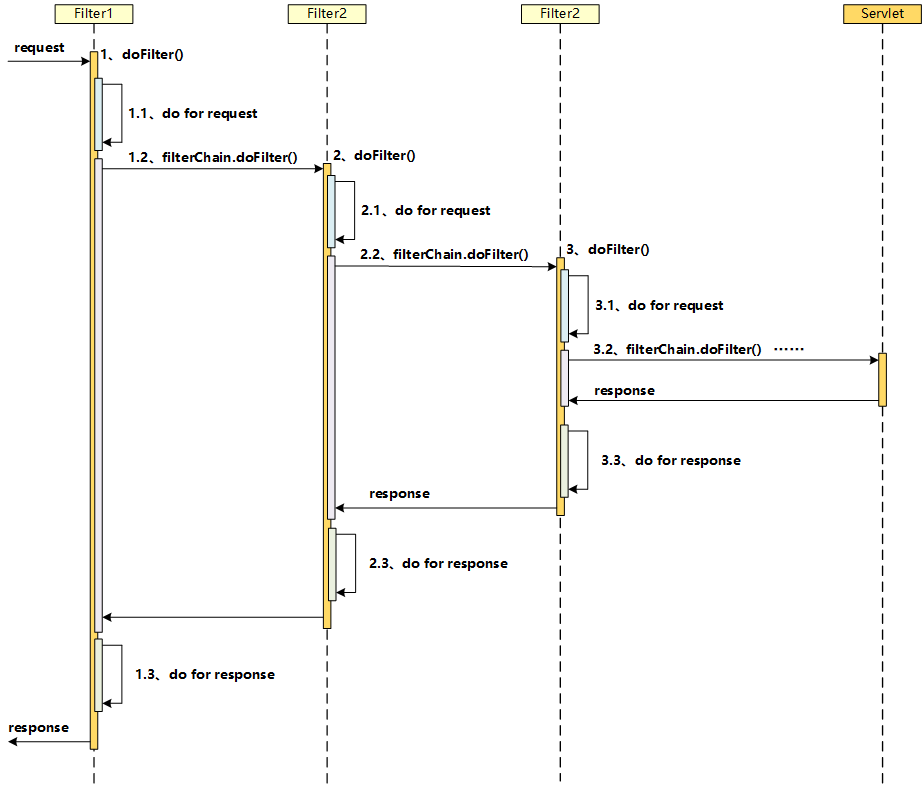 Filter1
Filter2
Filter2
Servlet
request
1、doFilter()
1.1、do for request
1.2、filterChain.doFilter()
2、doFilter()
2.1、do for request
2.2、filterChain.doFilter()
3、doFilter()
3.1、do for request
3.2、filterChain.doFilter() ……
response
3.3、do for response
response
2.3、do for response
1.3、do for response
response